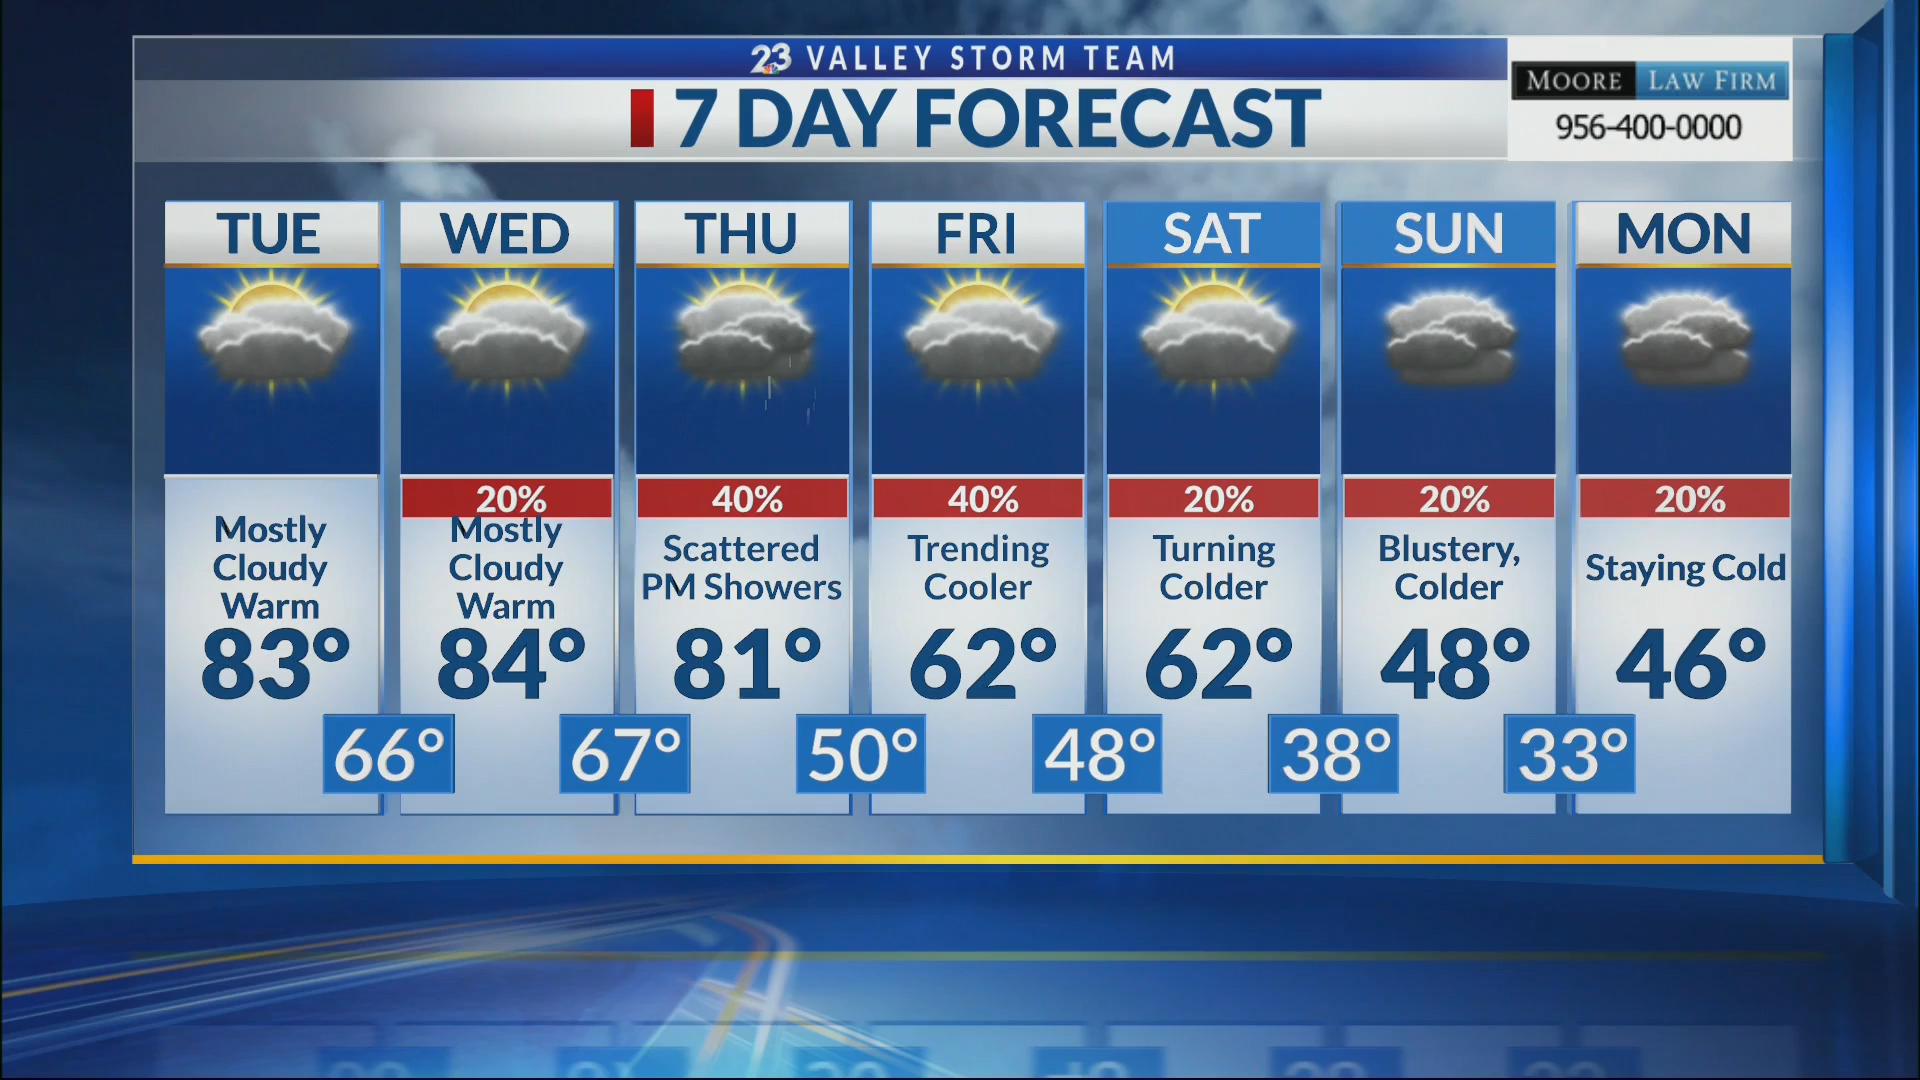 23 VALLEY STORM TEAM
7 DAY FORECAST
MOORE LAW FIRM
956-400-0000
TUE
Mostly
Cloudy
Warm
83°
66°
WED
20%
Mostly
Cloudy
Warm
84°
67°
THU
40%
Scattered
PM Showers
81°
50°
FRI
40%
Trending
Cooler
62°
48°
SAT
20%
Turning
Colder
62°
38°
SUN
20%
Blustery,
Colder
48°
33°
MON
20%
Staying Cold
46°